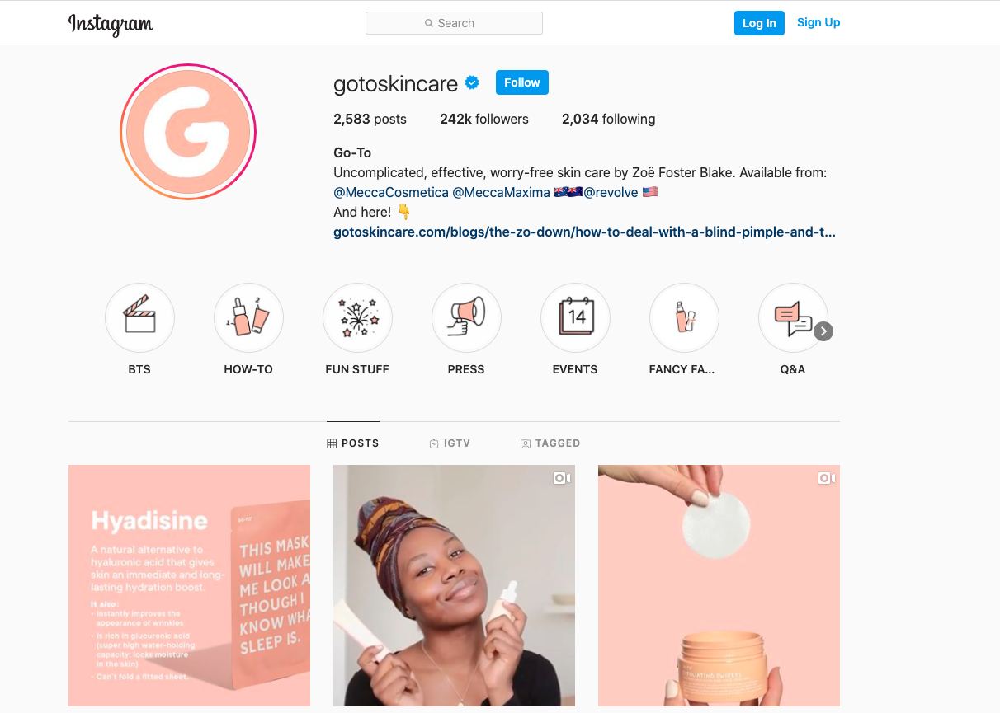 Instagram
Search
Log In
Sign Up
G
gotoskincare
Follow
2,583 posts 242k followers 2,034 following
Go-To
Uncomplicated, effective, worry-free skin care by Zoë Foster Blake. Available from:
@MeccaCosmetica @MeccaMaxima 🇦🇺🇳🇿@revolve 🇺🇸
And here! 👇
gotoskincare.com/blogs/the-zo-down/how-to-deal-with-a-blind-pimple-and-t...
1 2
14
BTS HOW-TO FUN STUFF PRESS EVENTS FANCY FA... Q&A
POSTS IGTV TAGGED
Hyadisine
A natural alternative to
hyaluronic acid that gives
skin an immediate and long-
lasting hydration boost.
It also:
- Instantly improves the
appearance of wrinkles
- Is rich in glucuronic acid
(super high water-holding
capacity; locks moisture
in the skin)
- Can't fold a fitted sheet.
GO-TO
THIS MASK
WILL MAKE
ME LOOK A
THOUGH I
KNOW WHA
SLEEP IS.
EXFOLIATING SWIPEYS